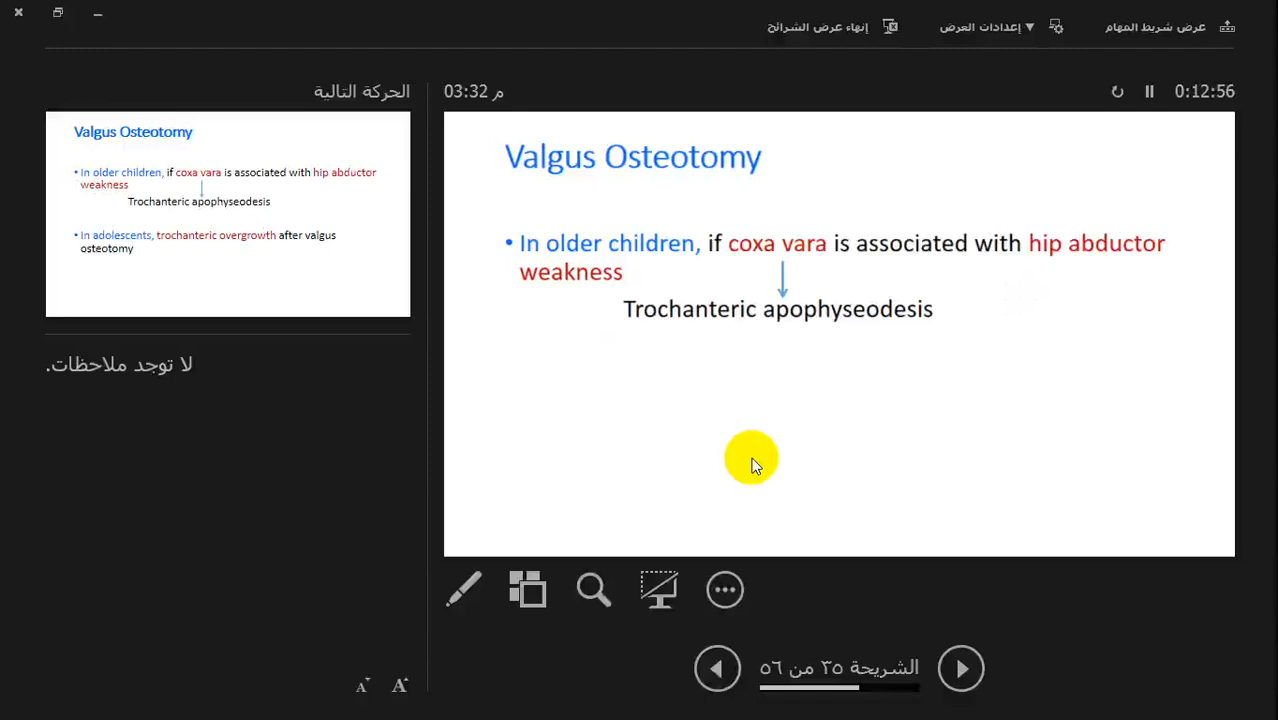 عرض شريط المهام
إعدادات العرض ▼
إنهاء عرض الشرائح
الحركة التالية
Valgus Osteotomy
• In older children, if coxa vara is associated with hip abductor
weakness
Trochanteric apophyseodesis
• In adolescents, trochanteric overgrowth after valgus
osteotomy
لا توجد ملاحظات.
03:32 م
0:12:56
Valgus Osteotomy
• In older children, if coxa vara is associated with hip abductor
weakness
Trochanteric apophyseodesis
A A
الشريحة ٣٥ من ٥٦